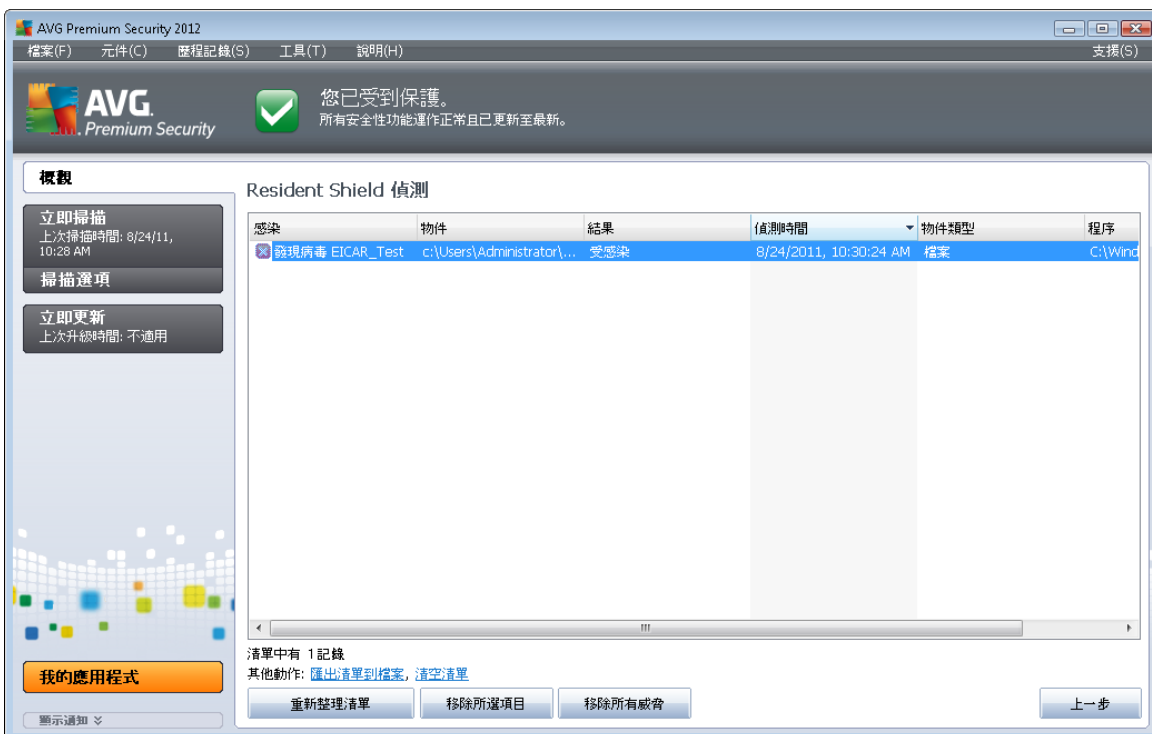 AVG Premium Security 2012
檔案(F) 元件(C) 歷程記錄(S) 工具(T) 說明(H) 支援(S)
AVG.
Premium Security
您已受到保護。
所有安全性功能運作正常且已更新至最新。
概觀
立即掃描
上次掃描時間: 8/24/11,
10:28 AM
掃描選項
立即更新
上次升級時間: 不適用
我的應用程式
顯示通知
Resident Shield 偵測
感染 物件 結果 偵測時間 物件類型 程序
發現病毒 EICAR_Test c:\Users\Administrator\... 受感染 8/24/2011, 10:30:24 AM 檔案 C:\Wind
清單中有 1記錄
其他動作: 匯出清單到檔案, 清空清單
重新整理清單 移除所選項目 移除所有威脅 上一步